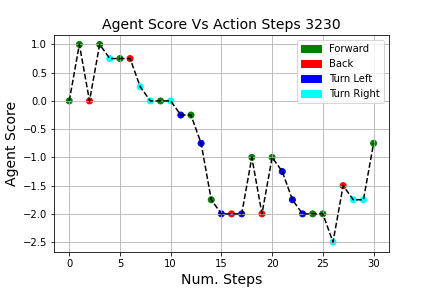 Agent Score Vs Action Steps 3230
Forward
Back
Turn Left
Turn Right
Agent Score
1.0
0.5
0.0
−0.5
−1.0
−1.5
−2.0
−2.5
0 5 10 15 20 25 30
Num. Steps